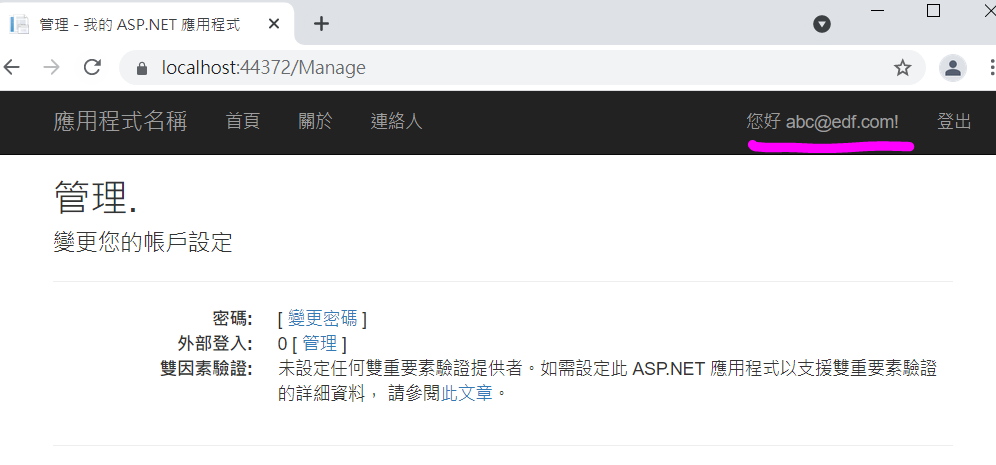 管理 - 我的 ASP.NET 應用程式
localhost:44372/Manage
應用程式名稱 首頁 關於 連絡人 您好 abc@edf.com! 登出
管理.
變更您的帳戶設定
密碼: [ 變更密碼 ]
外部登入: 0 [ 管理 ]
雙因素驗證: 未設定任何雙重要素驗證提供者。如需設定此 ASP.NET 應用程式以支援雙重要素驗證
的詳細資料， 請參閱此文章。